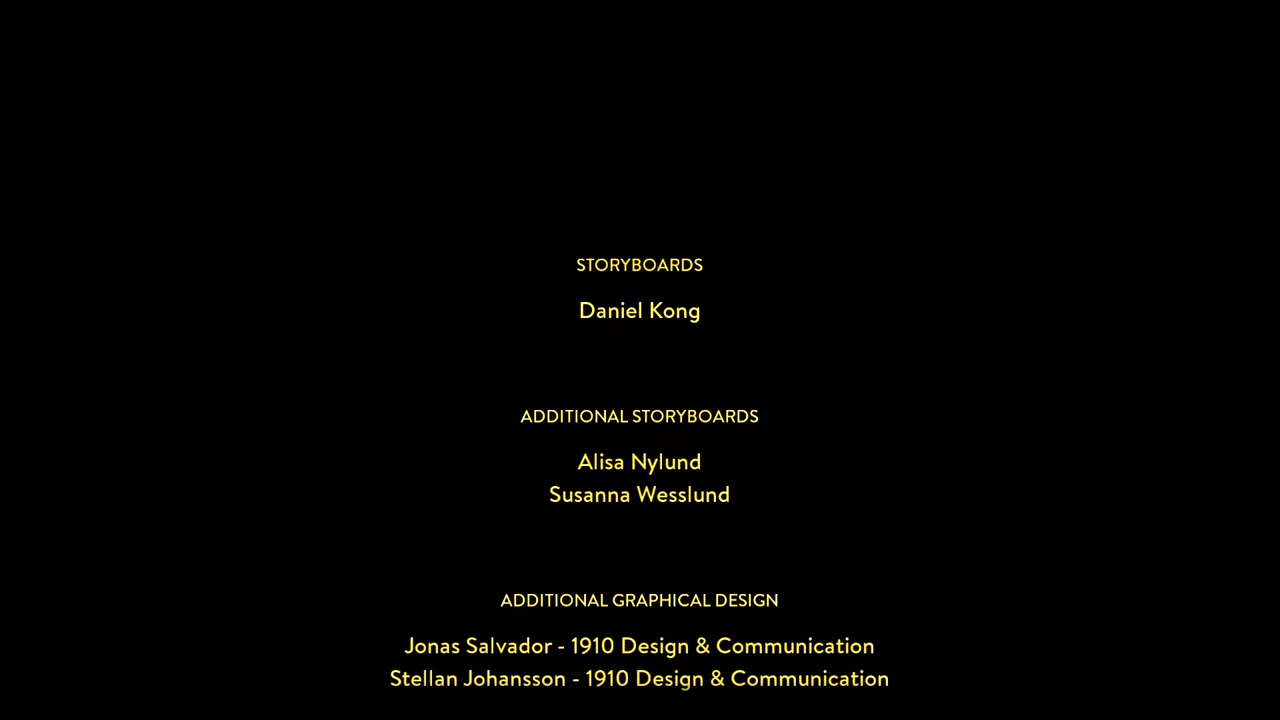 STORYBOARDS
Daniel Kong
ADDITIONAL STORYBOARDS
Alisa Nylund
Susanna Wesslund
ADDITIONAL GRAPHICAL DESIGN
Jonas Salvador - 1910 Design & Communication
Stellan Johansson - 1910 Design & Communication